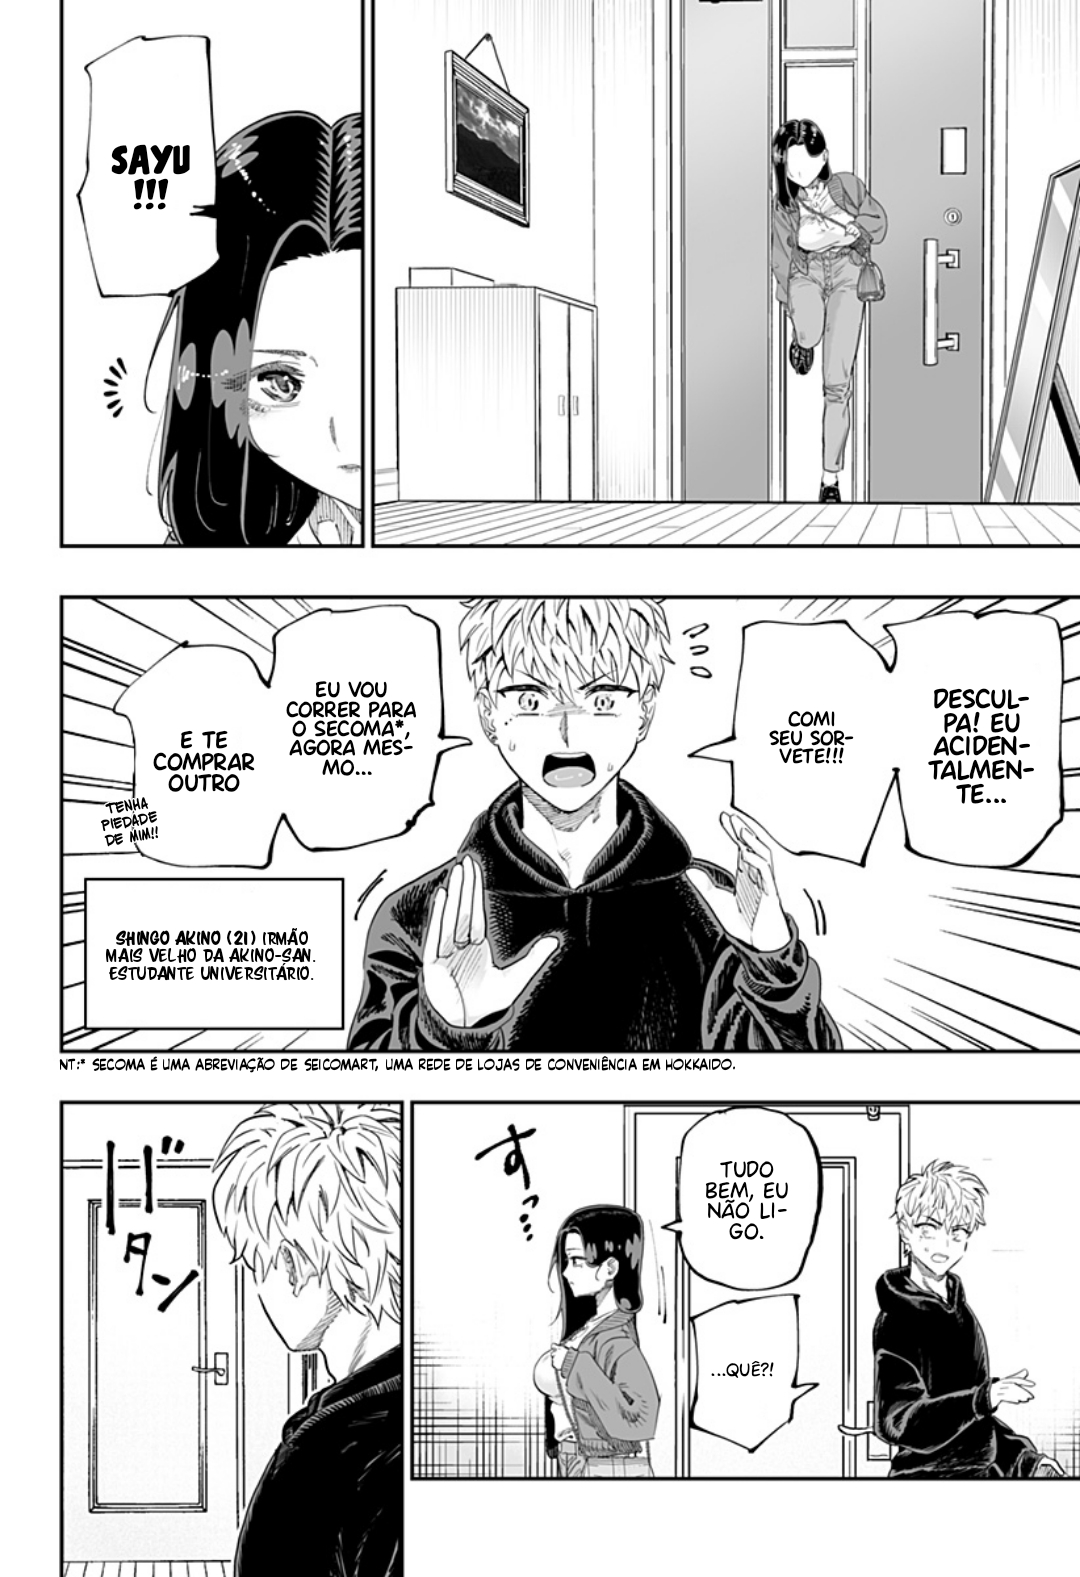 SAYU
!!!
DESCUL-
PA! EU
ACIDEN-
TALMEN-
TE...
COMI
SEU SOR-
VETE!!!
EU VOU
CORRER PARA
O SECOMA*,
AGORA MES-
MO...
E TE
COMPRAR
OUTRO
TENHA
PIEDADE
DE MIM!!
SHINGO AKINO (21) IRMÃO
MAIS VELHO DA AKINO-SAN.
ESTUDANTE UNIVERSITÁRIO.
NT:* SECOMA É UMA ABREVIAÇÃO DE SEICOMART, UMA REDE DE LOJAS DE CONVENIÊNCIA EM HOKKAIDO.
TUDO
BEM, EU
NÃO LI-
GO.
...QUÊ?!
すっ…
バタン